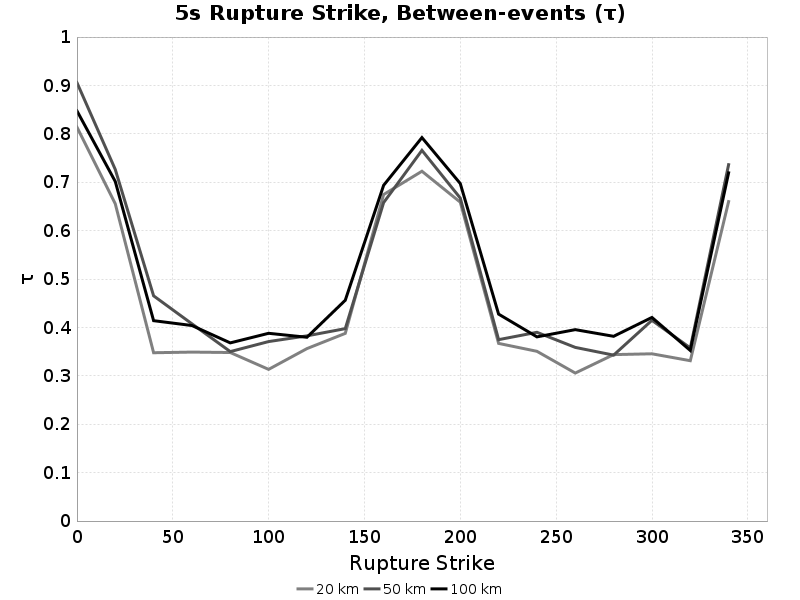 5s Rupture Strike, Between-events (τ)
1
0.9
0.8
0.7
0.6
0.5
0.4
0.3
0.2
0.1
0
τ
0 50 100 150 200 250 300 350
Rupture Strike
20 km 50 km 100 km